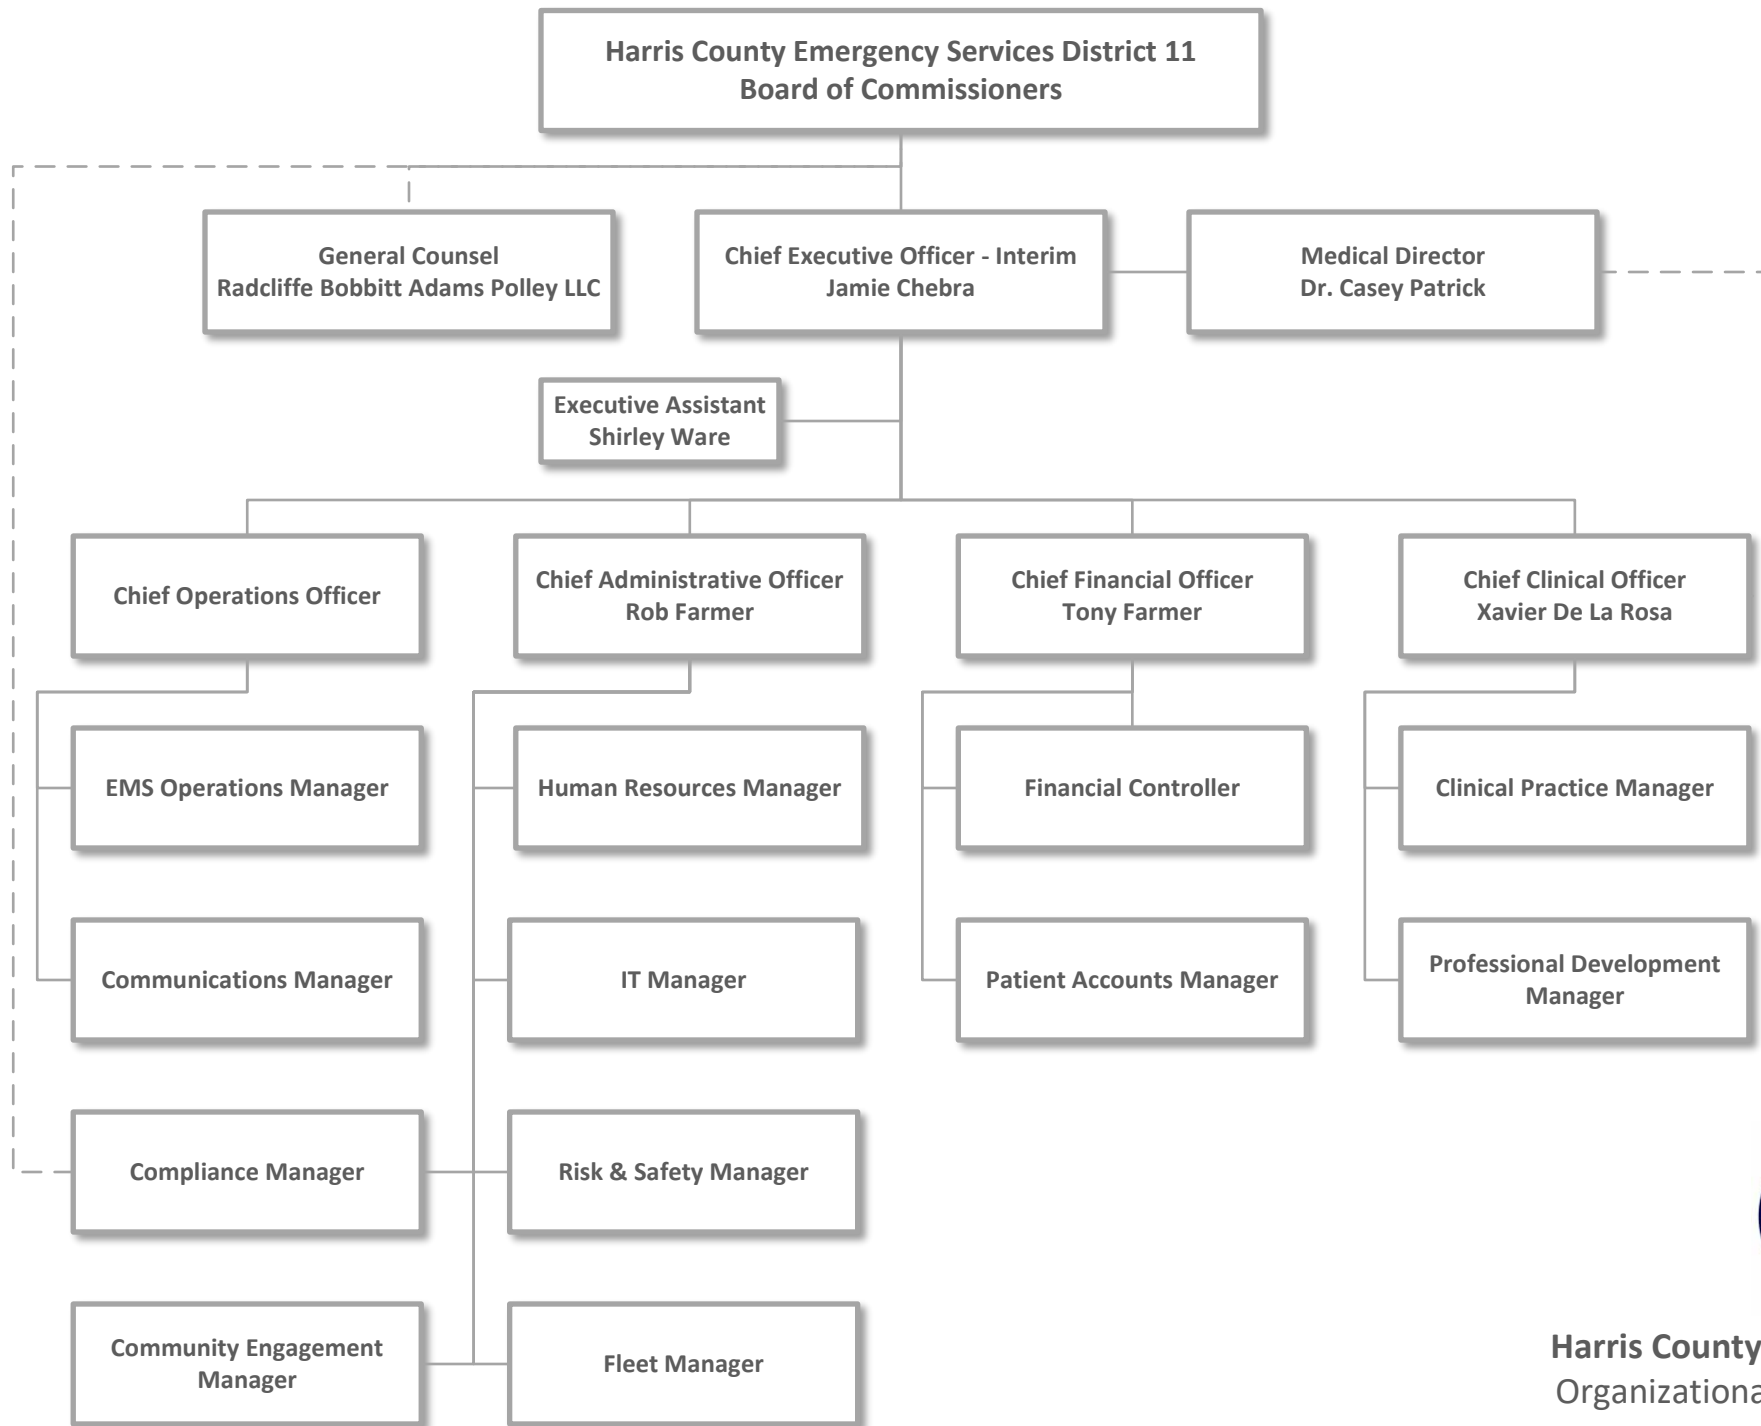 Harris County Emergency Services District 11
Board of Commissioners
General Counsel
Radcliffe Bobbitt Adams Polley LLC
Chief Executive Officer - Interim
Jamie Chebra
Medical Director
Dr. Casey Patrick
Executive Assistant
Shirley Ware
Chief Operations Officer
Chief Administrative Officer
Rob Farmer
Chief Financial Officer
Tony Farmer
Chief Clinical Officer
Xavier De La Rosa
EMS Operations Manager
Human Resources Manager
Financial Controller
Clinical Practice Manager
Communications Manager
IT Manager
Patient Accounts Manager
Professional Development
Manager
Compliance Manager
Risk & Safety Manager
Community Engagement
Manager
Fleet Manager
Harris County
Organizationa